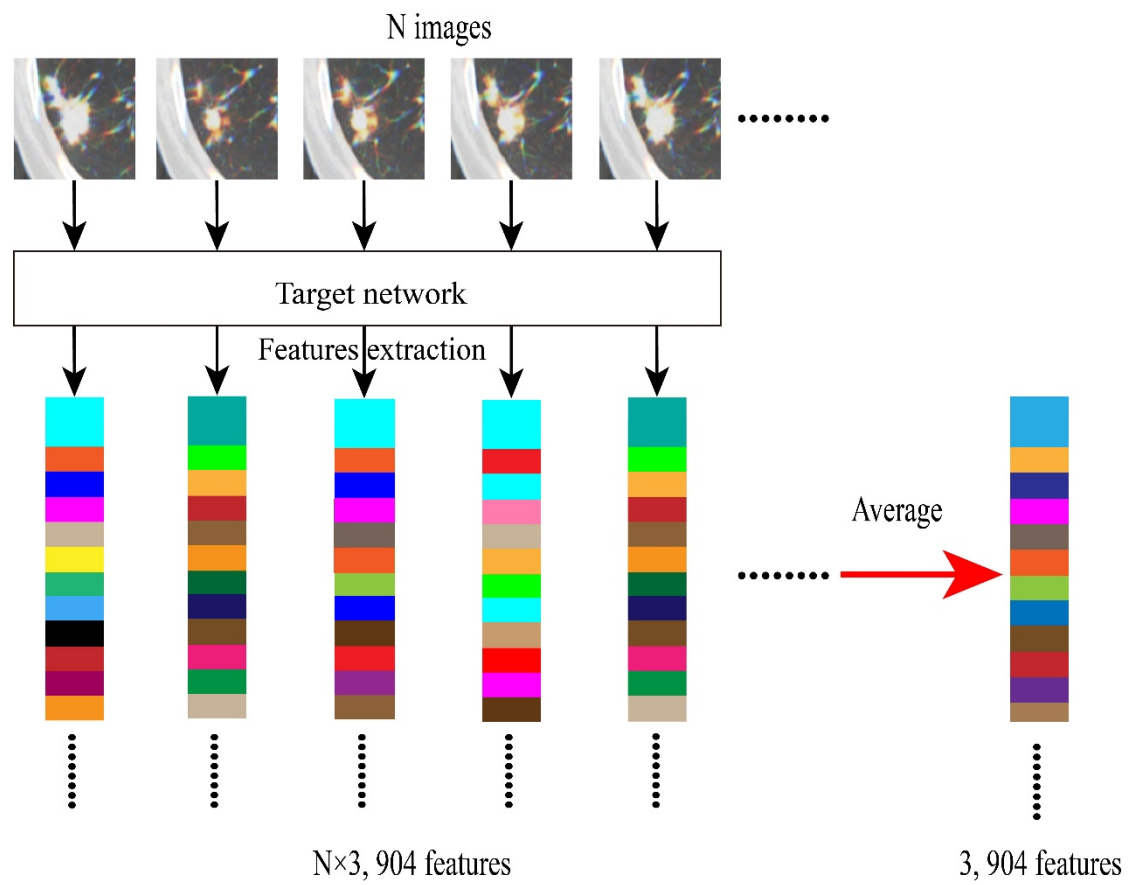 N images
Target network
Features extraction
Average
N×3, 904 features
3, 904 features